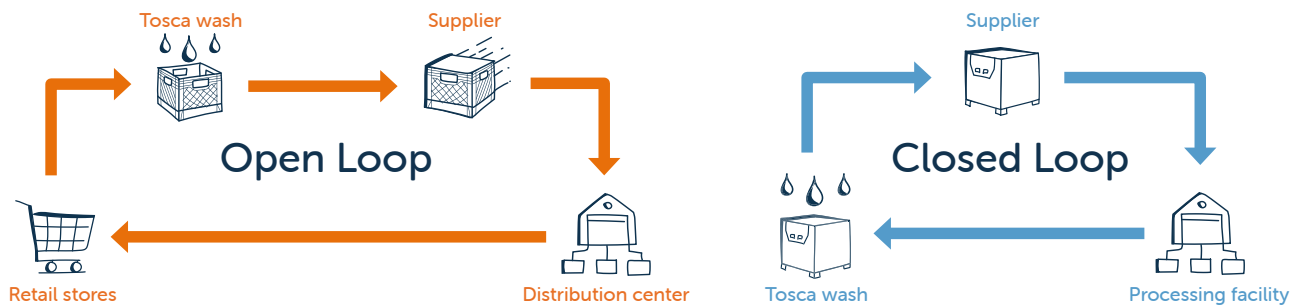 Tosca wash
Supplier
Open Loop
Retail stores
Distribution center
Supplier
Closed Loop
Tosca wash
Processing facility